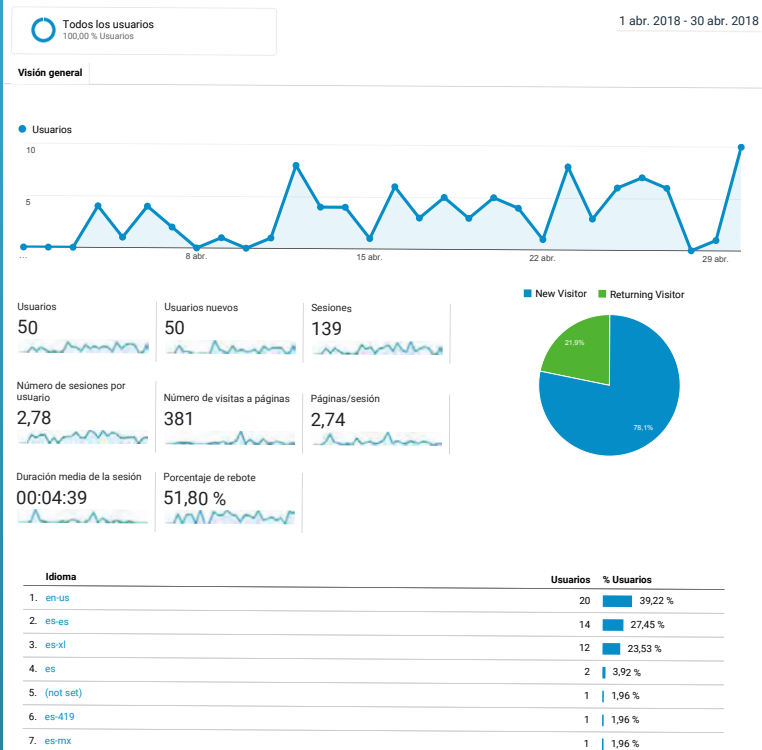 Todos los usuarios
100,00 % Usuarios
1 abr. 2018 - 30 abr. 2018
Visión general
Usuarios
10
5
...
8 abr.
15 abr.
22 abr.
29 abr.
New Visitor
Returning Visitor
21,9%
78,1%
Usuarios
50
Usuarios nuevos
50
Sesiones
139
Número de sesiones por
usuario
2,78
Número de visitas a páginas
381
Páginas/sesión
2,74
Duración media de la sesión
00:04:39
Porcentaje de rebote
51,80 %
Idioma Usuarios % Usuarios
1. en-us 20 39,22 %
2. es-es 14 27,45 %
3. es-xl 12 23,53 %
4. es 2 3,92 %
5. (not set) 1 1,96 %
6. es-419 1 1,96 %
7. es-mx 1 1,96 %